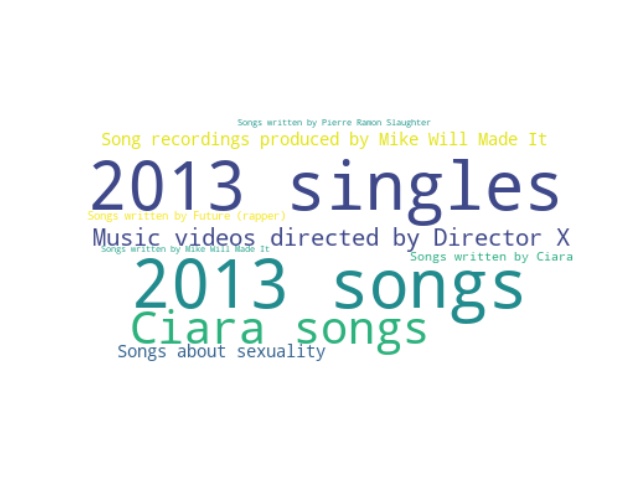 Songs written by Pierre Ramon Slaughter
Song recordings produced by Mike Will Made It
2013 singles
Songs written by Future (rapper)
Music videos directed by Director X
Songs written by Mike Will Made It
Songs written by Ciara
2013 songs
Ciara songs
Songs about sexuality